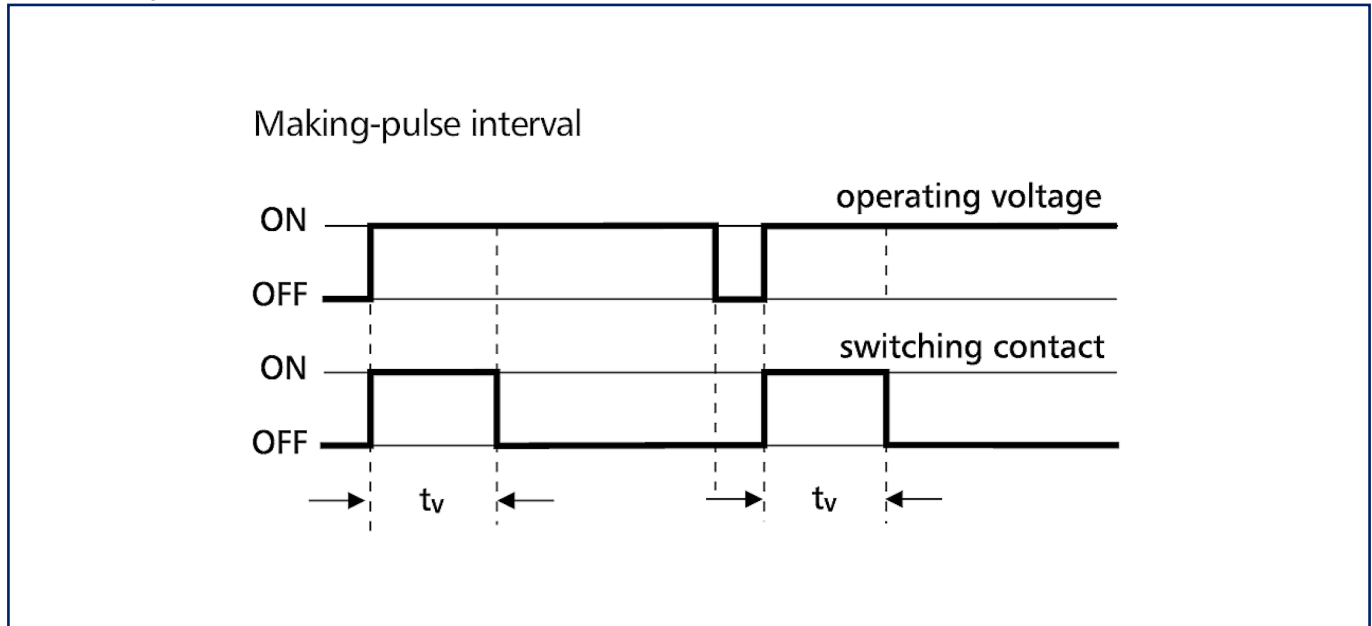 Making-pulse interval
operating voltage
ON
OFF
switching contact
ON
OFF
tv tv